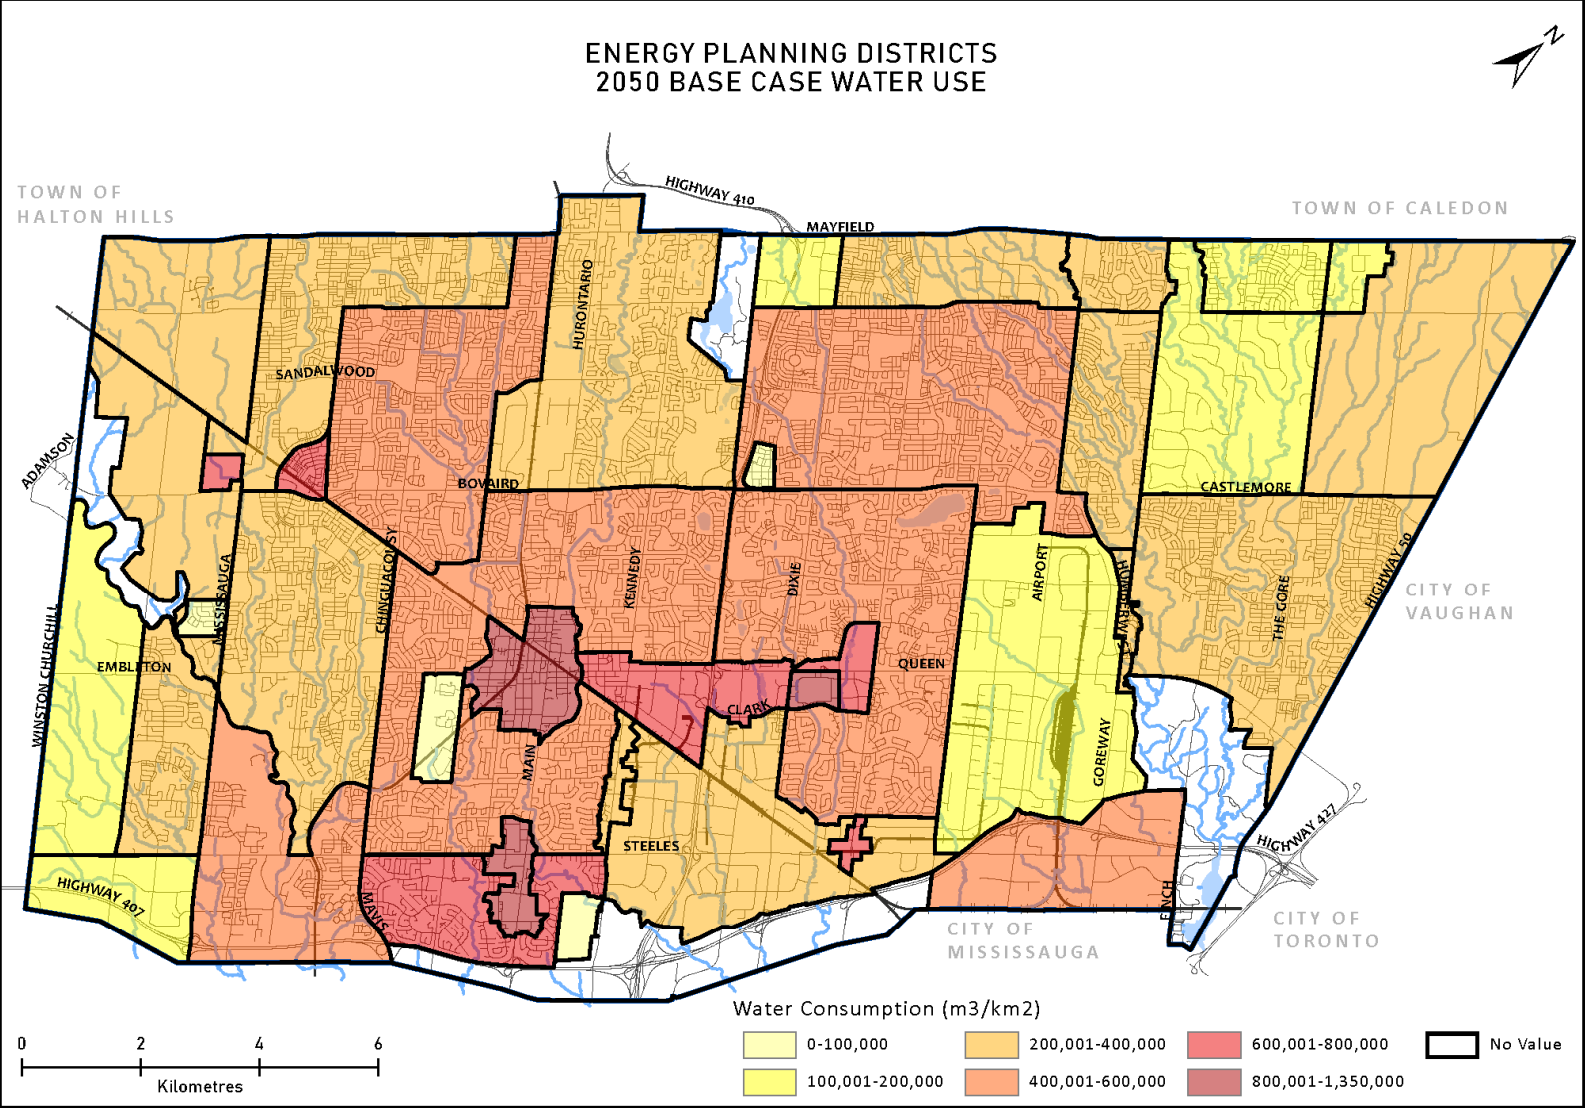 ENERGY PLANNING DISTRICTS
2050 BASE CASE WATER USE
N
TOWN OF
HALTON HILLS
HIGHWAY 410
MAYFIELD
TOWN OF CALEDON
HURONTARIO
SANDALWOOD
ADAMSON
BOVAIRD
CASTLEMORE
CHINGUACOUSY
MISSISSAUGA
KENNEDY
DIXIE
AIRPORT
HUMBERWEST
THE GORE
HIGHWAY 50
CITY OF
VAUGHAN
WINSTON CHURCHILL
EMBLETON
QUEEN
CLARK
MAIN
GOREWAY
STEELES
HIGHWAY 427
HIGHWAY 407
MAVIS
FINCH
CITY OF
MISSISSAUGA
CITY OF
TORONTO
Water Consumption (m3/km2)
0-100,000
200,001-400,000
600,001-800,000
No Value
100,001-200,000
400,001-600,000
800,001-1,350,000
0 2 4 6
Kilometres